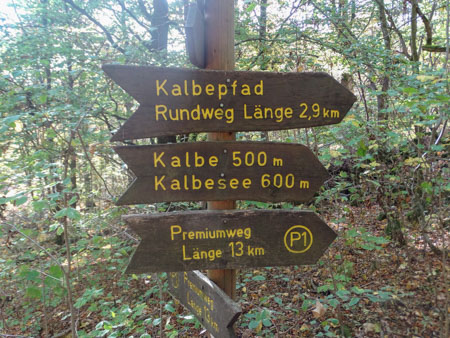 Kalbepfad
Rundweg Länge 2,9 km
Kalbe 500 m
Kalbesee 600 m
Premiumweg
Länge 13 km
P1